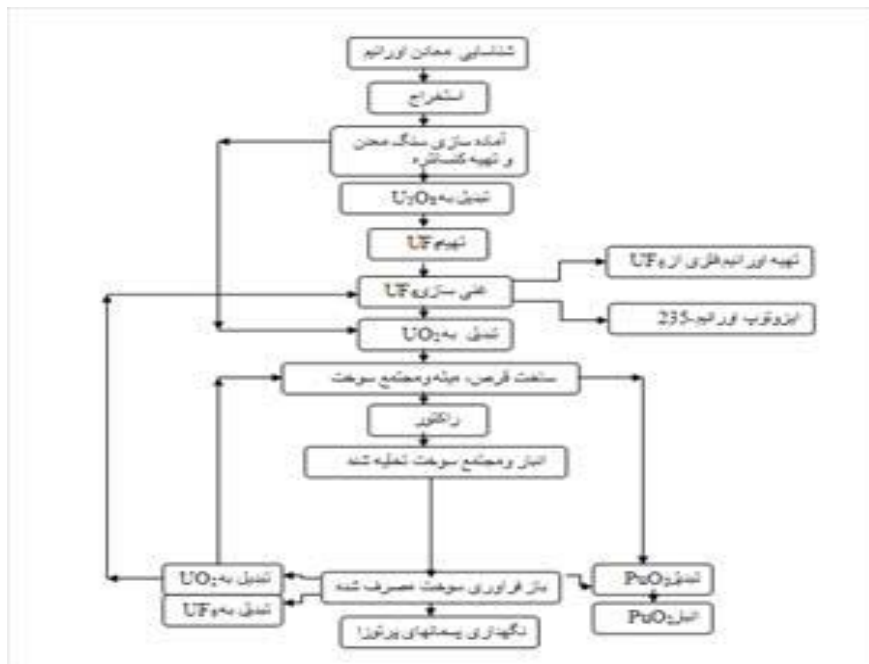 شناسایی معادن اورانیم
استخراج
آماده سازی سنگ معدن
و تهیه کنسانتره
تبدیل به U₃O₈
تهیه UF₆
غنی سازی UF₆
تهیه اورانیم فلزی از UF₆
ایزوتوپ اورانیم-235
تبدیل به UO₂
ساخت قرص، میله و مجتمع سوخت
راکتور
انبار و مجتمع سوخت تخلیه شده
تبدیل به UO₂
تبدیل به UF₆
باز فراوری سوخت مصرف شده
تبدیل PuO₂
انبار PuO₂
نگهداری پسمانهای پرتوزا